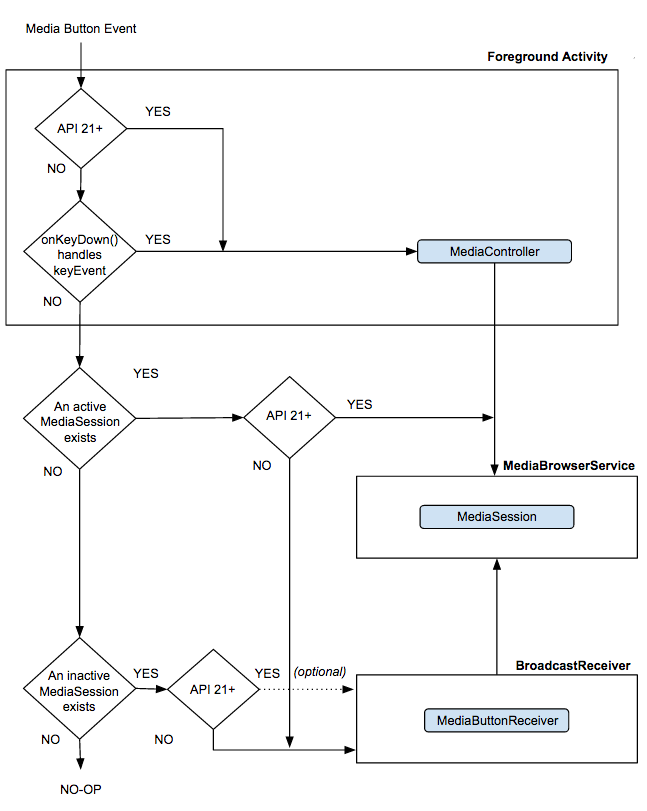 Media Button Event
Foreground Activity
API 21+
YES
NO
onKeyDown()
handles
keyEvent
YES
NO
MediaController
An active
MediaSession
exists
YES
NO
API 21+
YES
NO
MediaBrowserService
MediaSession
An inactive
MediaSession
exists
YES
NO
API 21+
YES (optional)
NO
BroadcastReceiver
MediaButtonReceiver
NO-OP